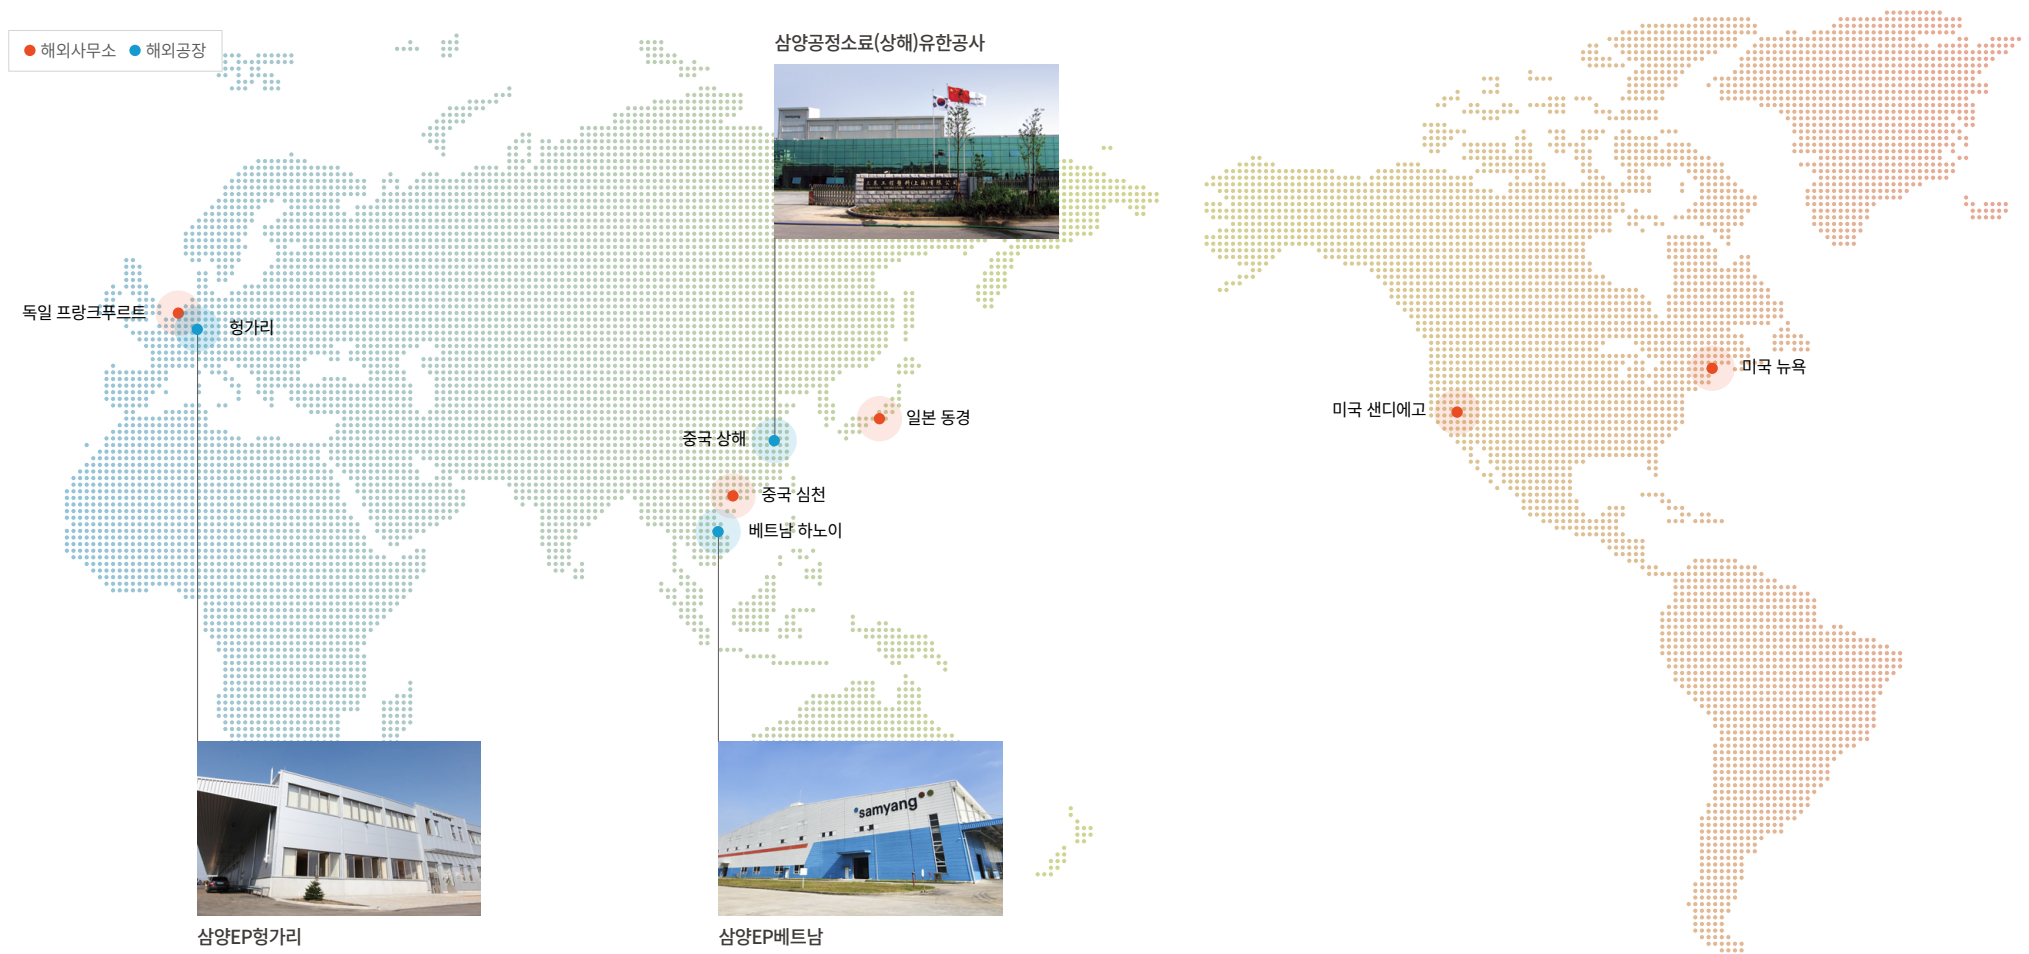 해외사무소 해외공장
삼양공정소료(상해)유한공사
독일 프랑크푸르트
헝가리
미국 뉴욕
미국 샌디에고
일본 동경
중국 상해
중국 심천
베트남 하노이
samyang
삼양EP헝가리
삼양EP베트남